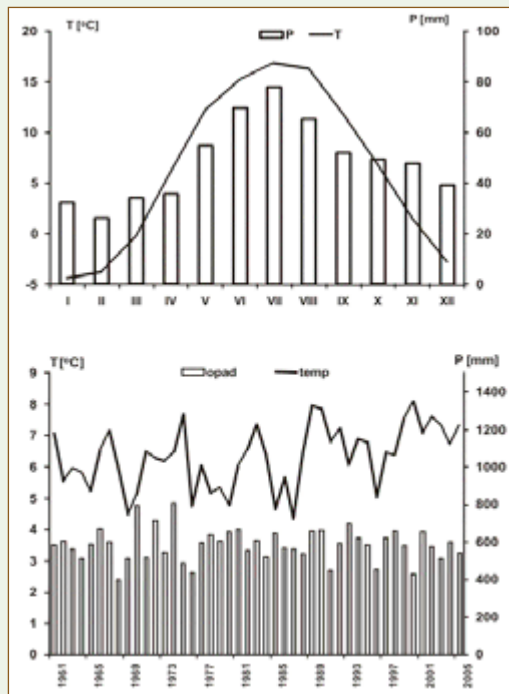 T [°C] P [mm]
P T
20 100
15 80
10 60
5 40
0 20
-5 0
I II III IV V VI VII VIII IX X XI XII
T[°C] P [mm]
opad temp
9
8 1400
7 1200
6 1000
5 800
4 600
3 400
2 200
1
0 0
1961 1965 1969 1973 1977 1981 1985 1989 1993 1997 2001 2005